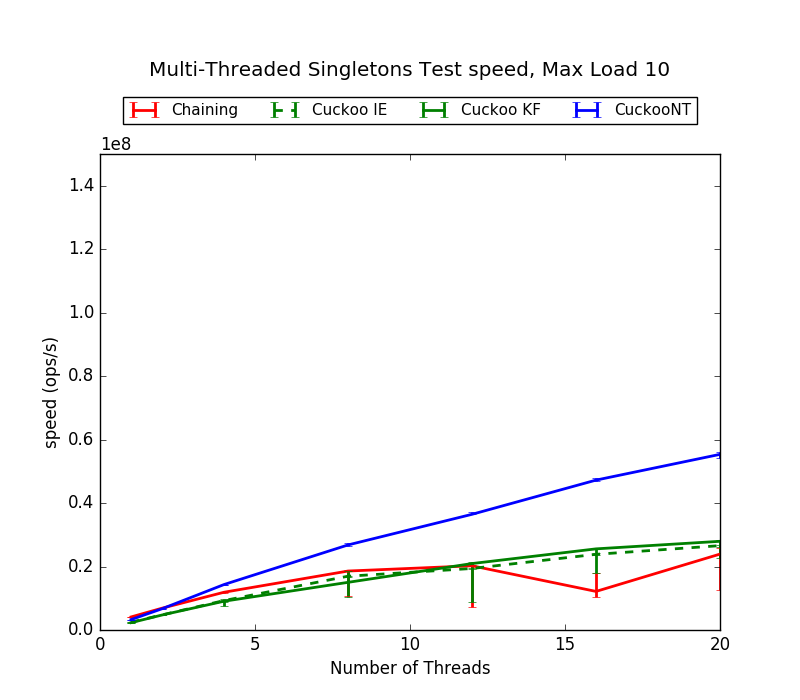 Multi-Threaded Singletons Test speed, Max Load 10
Chaining Cuckoo IE Cuckoo KF CuckooNT
1e8
1.4
1.2
1.0
0.8
0.6
0.4
0.2
0.0
speed (ops/s)
0 5 10 15 20
Number of Threads